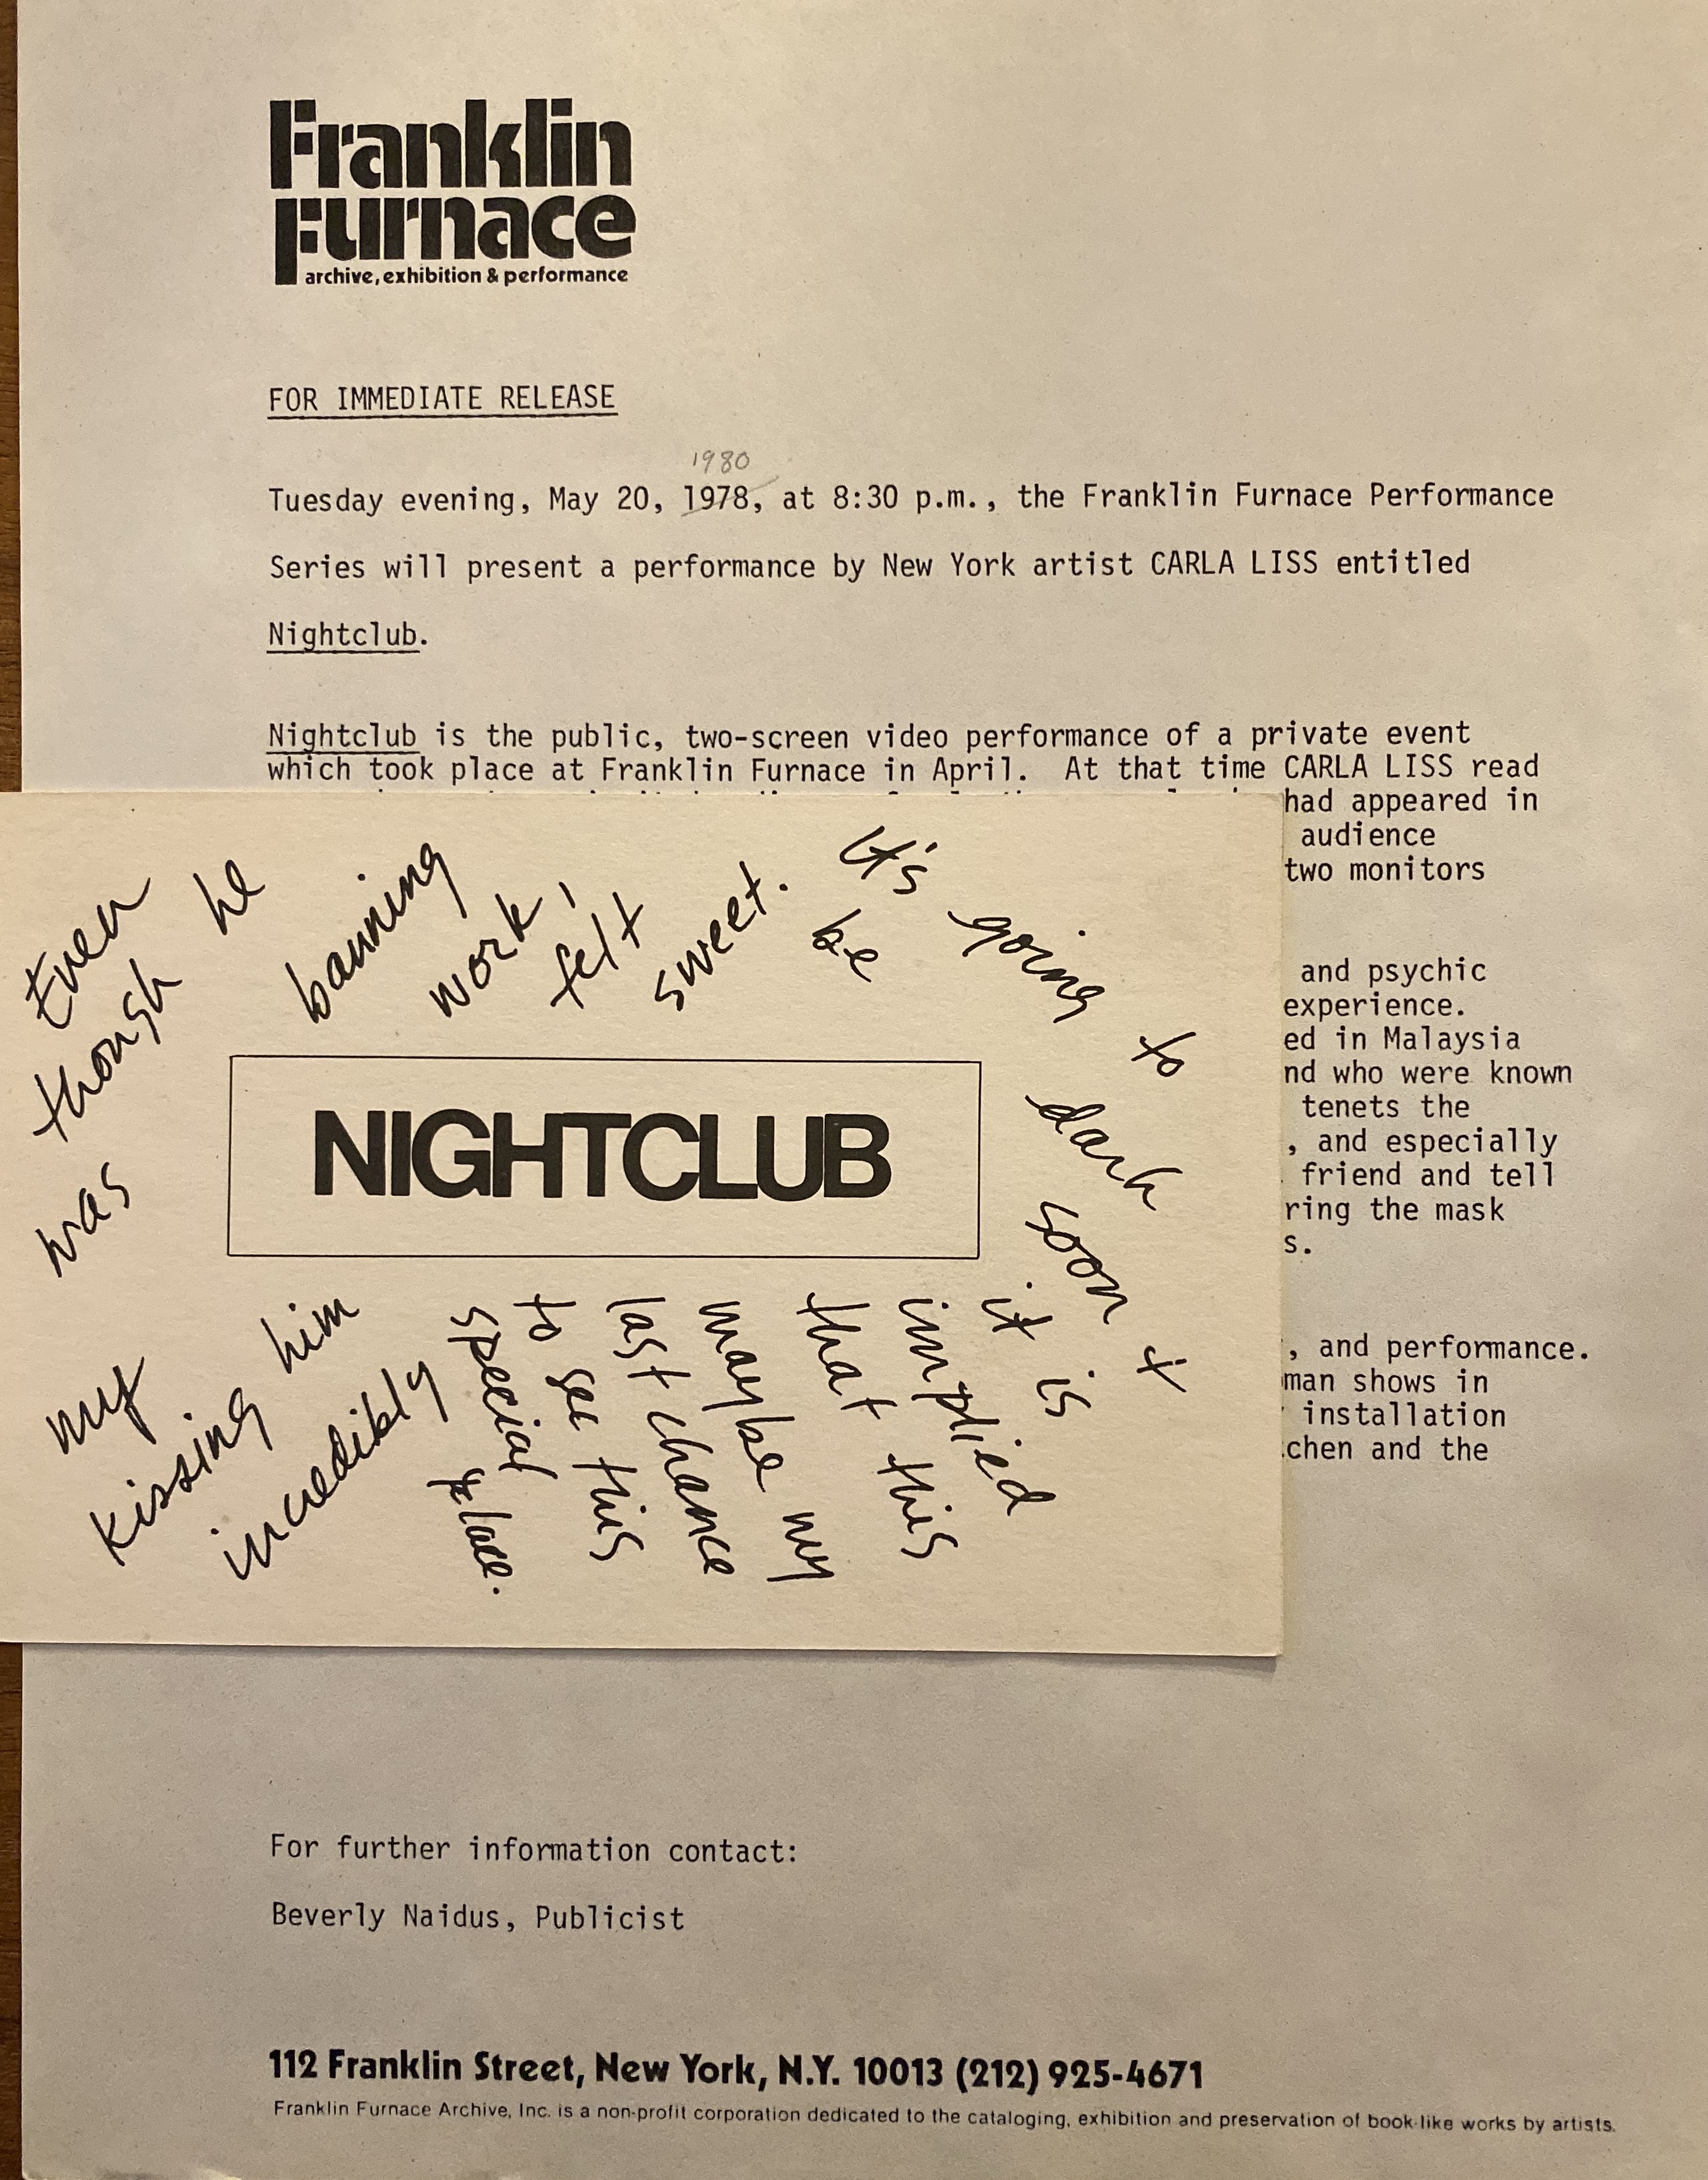 Franklin
Furnace
archive, exhibition & performance
FOR IMMEDIATE RELEASE
1980
Tuesday evening, May 20, 1978, at 8:30 p.m., the Franklin Furnace Performance
Series will present a performance by New York artist CARLA LISS entitled
Nightclub.
Nightclub is the public, two-screen video performance of a private event
which took place at Franklin Furnace in April. At that time CARLA LISS read
had appeared in
audience
two monitors
and psychic
experience.
ed in Malaysia
nd who were known
tenets the
, and especially
friend and tell
ring the mask
s.
, and performance.
man shows in
installation
chen and the
Even
though he
was banning
my work,
kissing him felt
incredibly sweet.
It's going to
be dark
soon &
it is
implied
that this
maybe my
last chance
to see this
special place.
NIGHTCLUB
For further information contact:
Beverly Naidus, Publicist
112 Franklin Street, New York, N.Y. 10013 (212) 925-4671
Franklin Furnace Archive, Inc. is a non-profit corporation dedicated to the cataloging, exhibition and preservation of book-like works by artists.